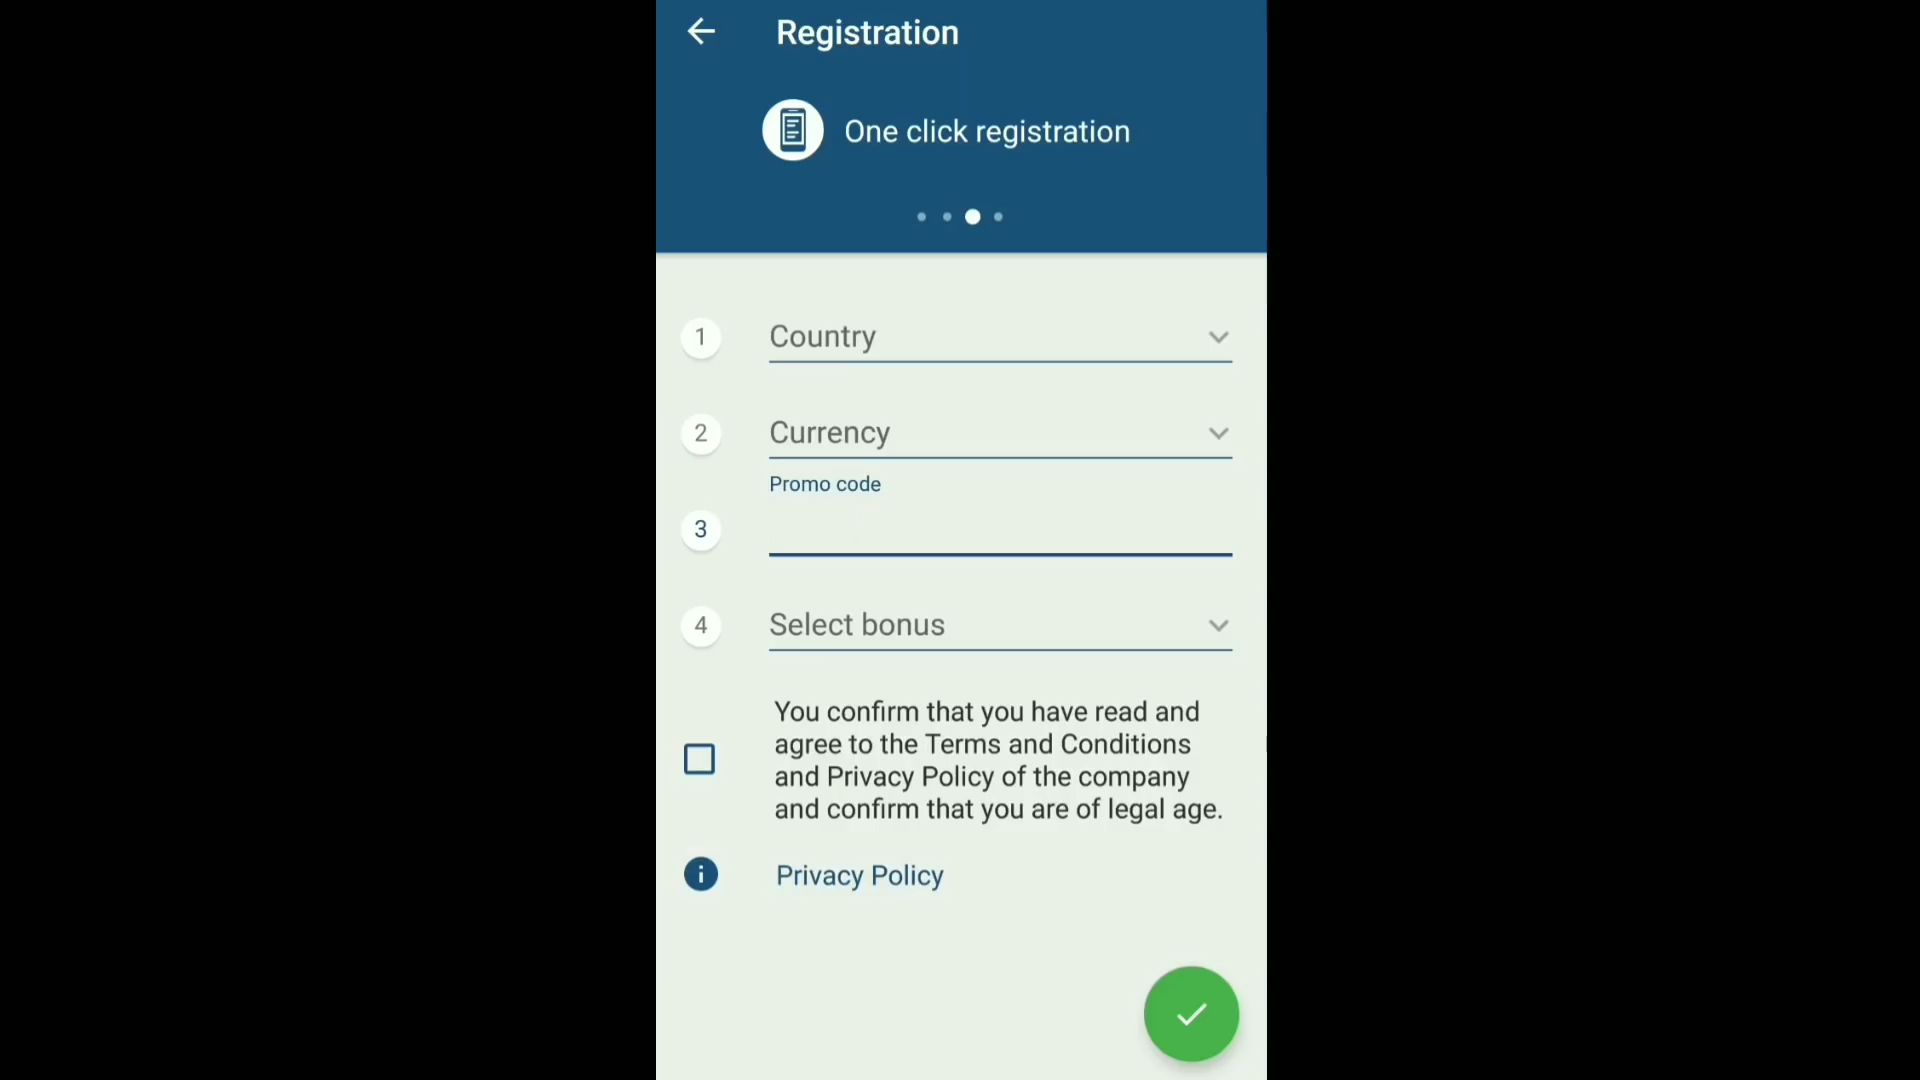 Registration
One click registration
1 Country
2 Currency
Promo code
3
4 Select bonus
You confirm that you have read and
agree to the Terms and Conditions
and Privacy Policy of the company
and confirm that you are of legal age.
i Privacy Policy